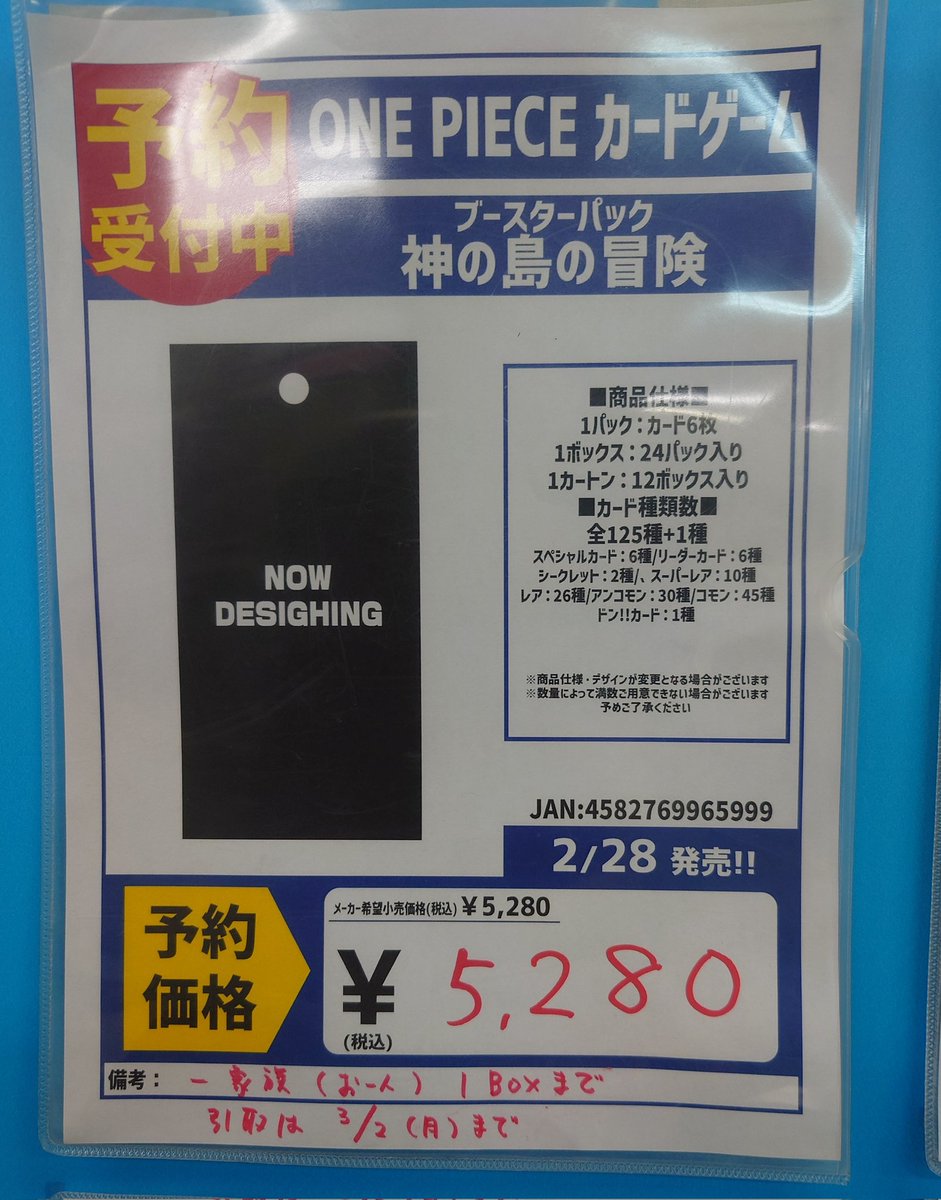 予約
受付中
ONE PIECE カードゲーム
ブースターパック
神の島の冒険
NOW
DESIGHING
■商品仕様■
1パック：カード6枚
1ボックス：24パック入り
1カートン：12ボックス入り
■カード種類数■
全125種+1種
スペシャルカード：6種/リーダーカード：6種
シークレット：2種/、スーパーレア：10種
レア：26種/アンコモン：30種/コモン：45種
ドン!!カード：1種
※商品仕様・デザインが変更となる場合がございます
※数量によって満数ご用意できない場合がございます
予めご了承ください
JAN:4582769965999
2/28 発売!!
予約
価格
メーカー希望小売価格(税込) ¥5,280
¥ 5,280
(税込)
備考： 一家族（お一人）1BOXまで
引取は 3/2（月）まで